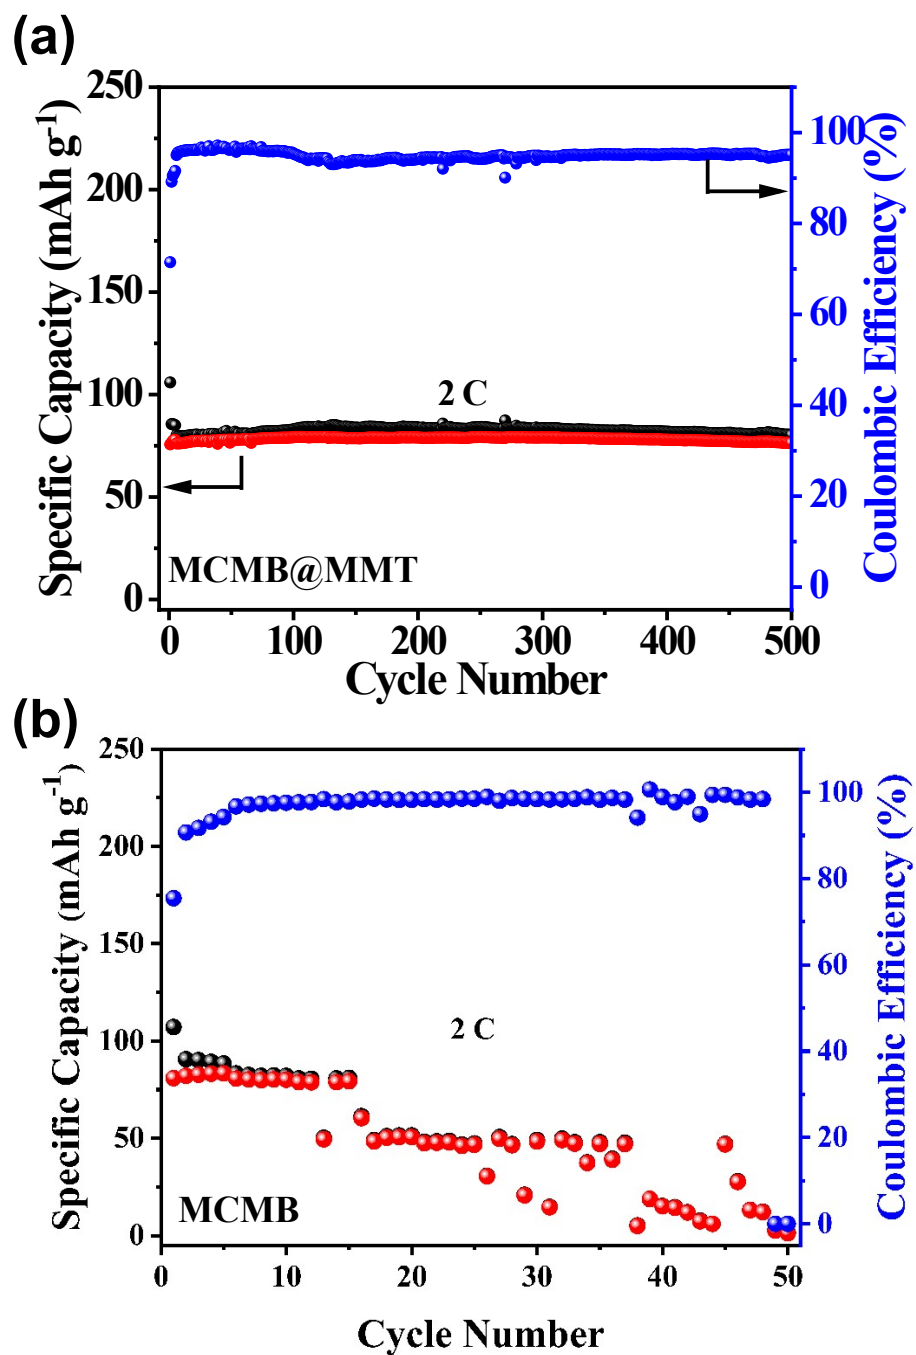 (a)
250
200
150
100
50
0
Specific Capacity (mAh g⁻¹)
100
80
60
40
20
0
Coulombic Efficiency (%)
2 C
MCMB@MMT
0 100 200 300 400 500
Cycle Number
(b)
250
200
150
100
50
0
Specific Capacity (mAh g⁻¹)
100
80
60
40
20
0
Coulombic Efficiency (%)
2 C
MCMB
0 10 20 30 40 50
Cycle Number